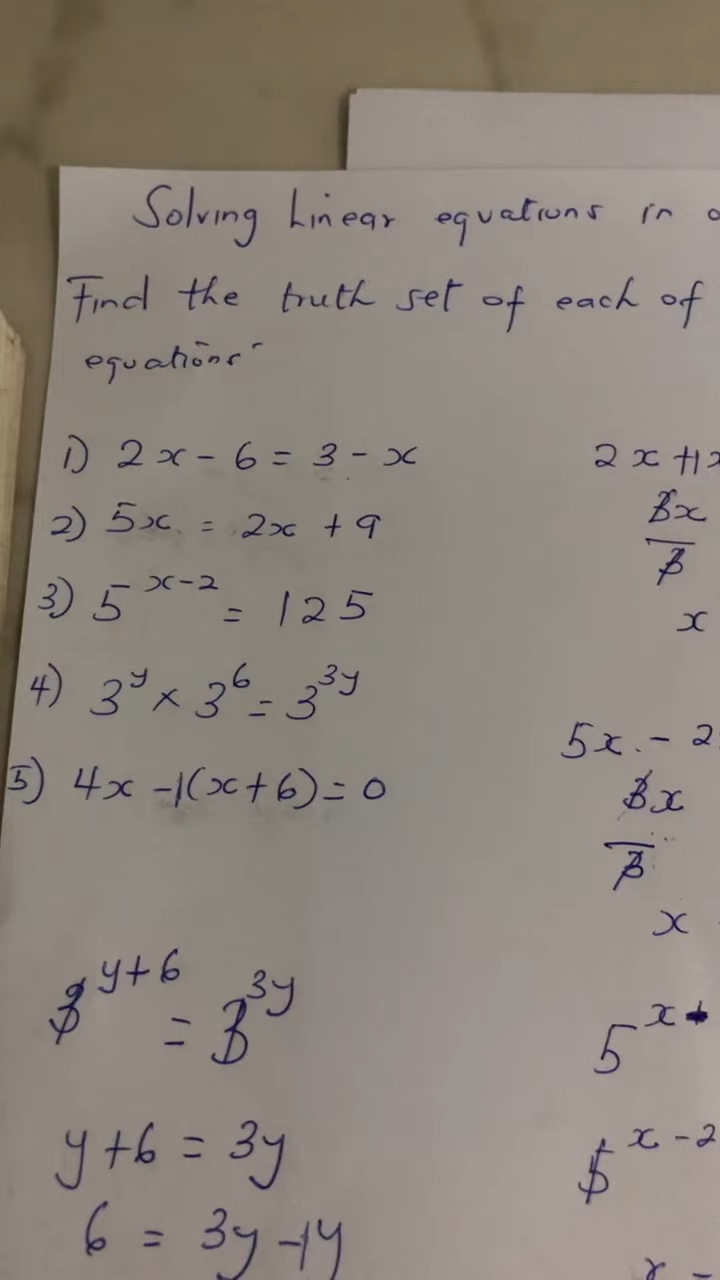 Solving Linear equations in
Find the truth set of each of
equations
1) 2x - 6 = 3 - x
2) 5x = 2x + 9
3) 5^{x-2} = 125
4) 3^y × 3^6 = 3^{3y}
5) 4x - 1(x + 6) = 0
3^{y+6} = 3^{3y}
y + 6 = 3y
6 = 3y - 1y
2x + 1x
3x
3
x
5x - 2
3x
3
x
5^x
5^{x-2}
x -